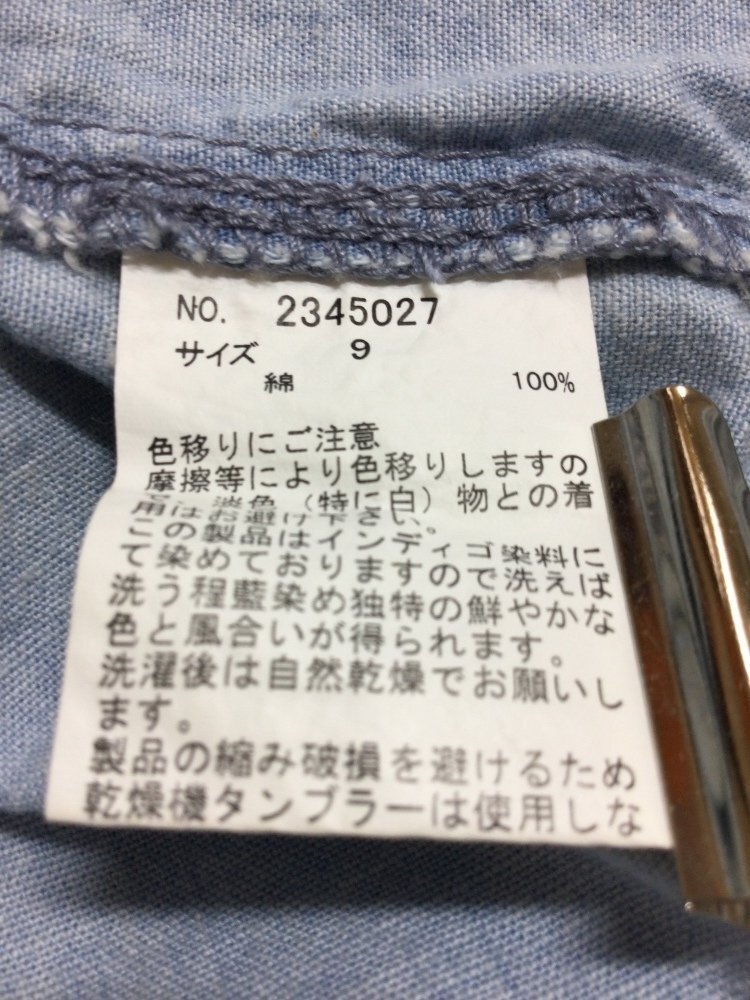 NO. 2345027
サイズ 9
綿 100%
色移りにご注意
摩擦等により色移りしますの
で、淡色（特に白）物との着
用はお避け下さい。
この製品はインディゴ染料に
て染めておりますので洗えば
洗う程藍染め独特の鮮やかな
色と風合いが得られます。
洗濯後は自然乾燥でお願いし
ます。
製品の縮み破損を避けるため
乾燥機タンブラーは使用しな